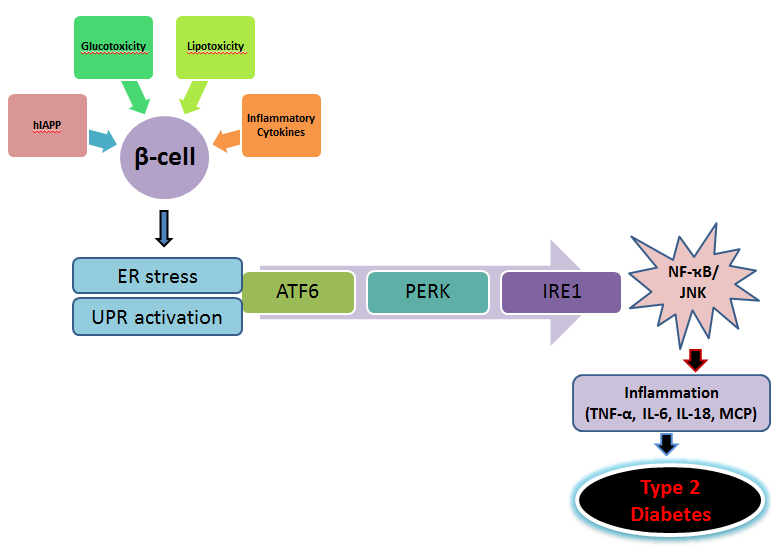 Glucotoxicity
Lipotoxicity
hIAPP
Inflammatory
Cytokines
β-cell
ER stress
UPR activation
ATF6
PERK
IRE1
NF-ҡB/
JNK
Inflammation
(TNF-α, IL-6, IL-18, MCP)
Type 2
Diabetes